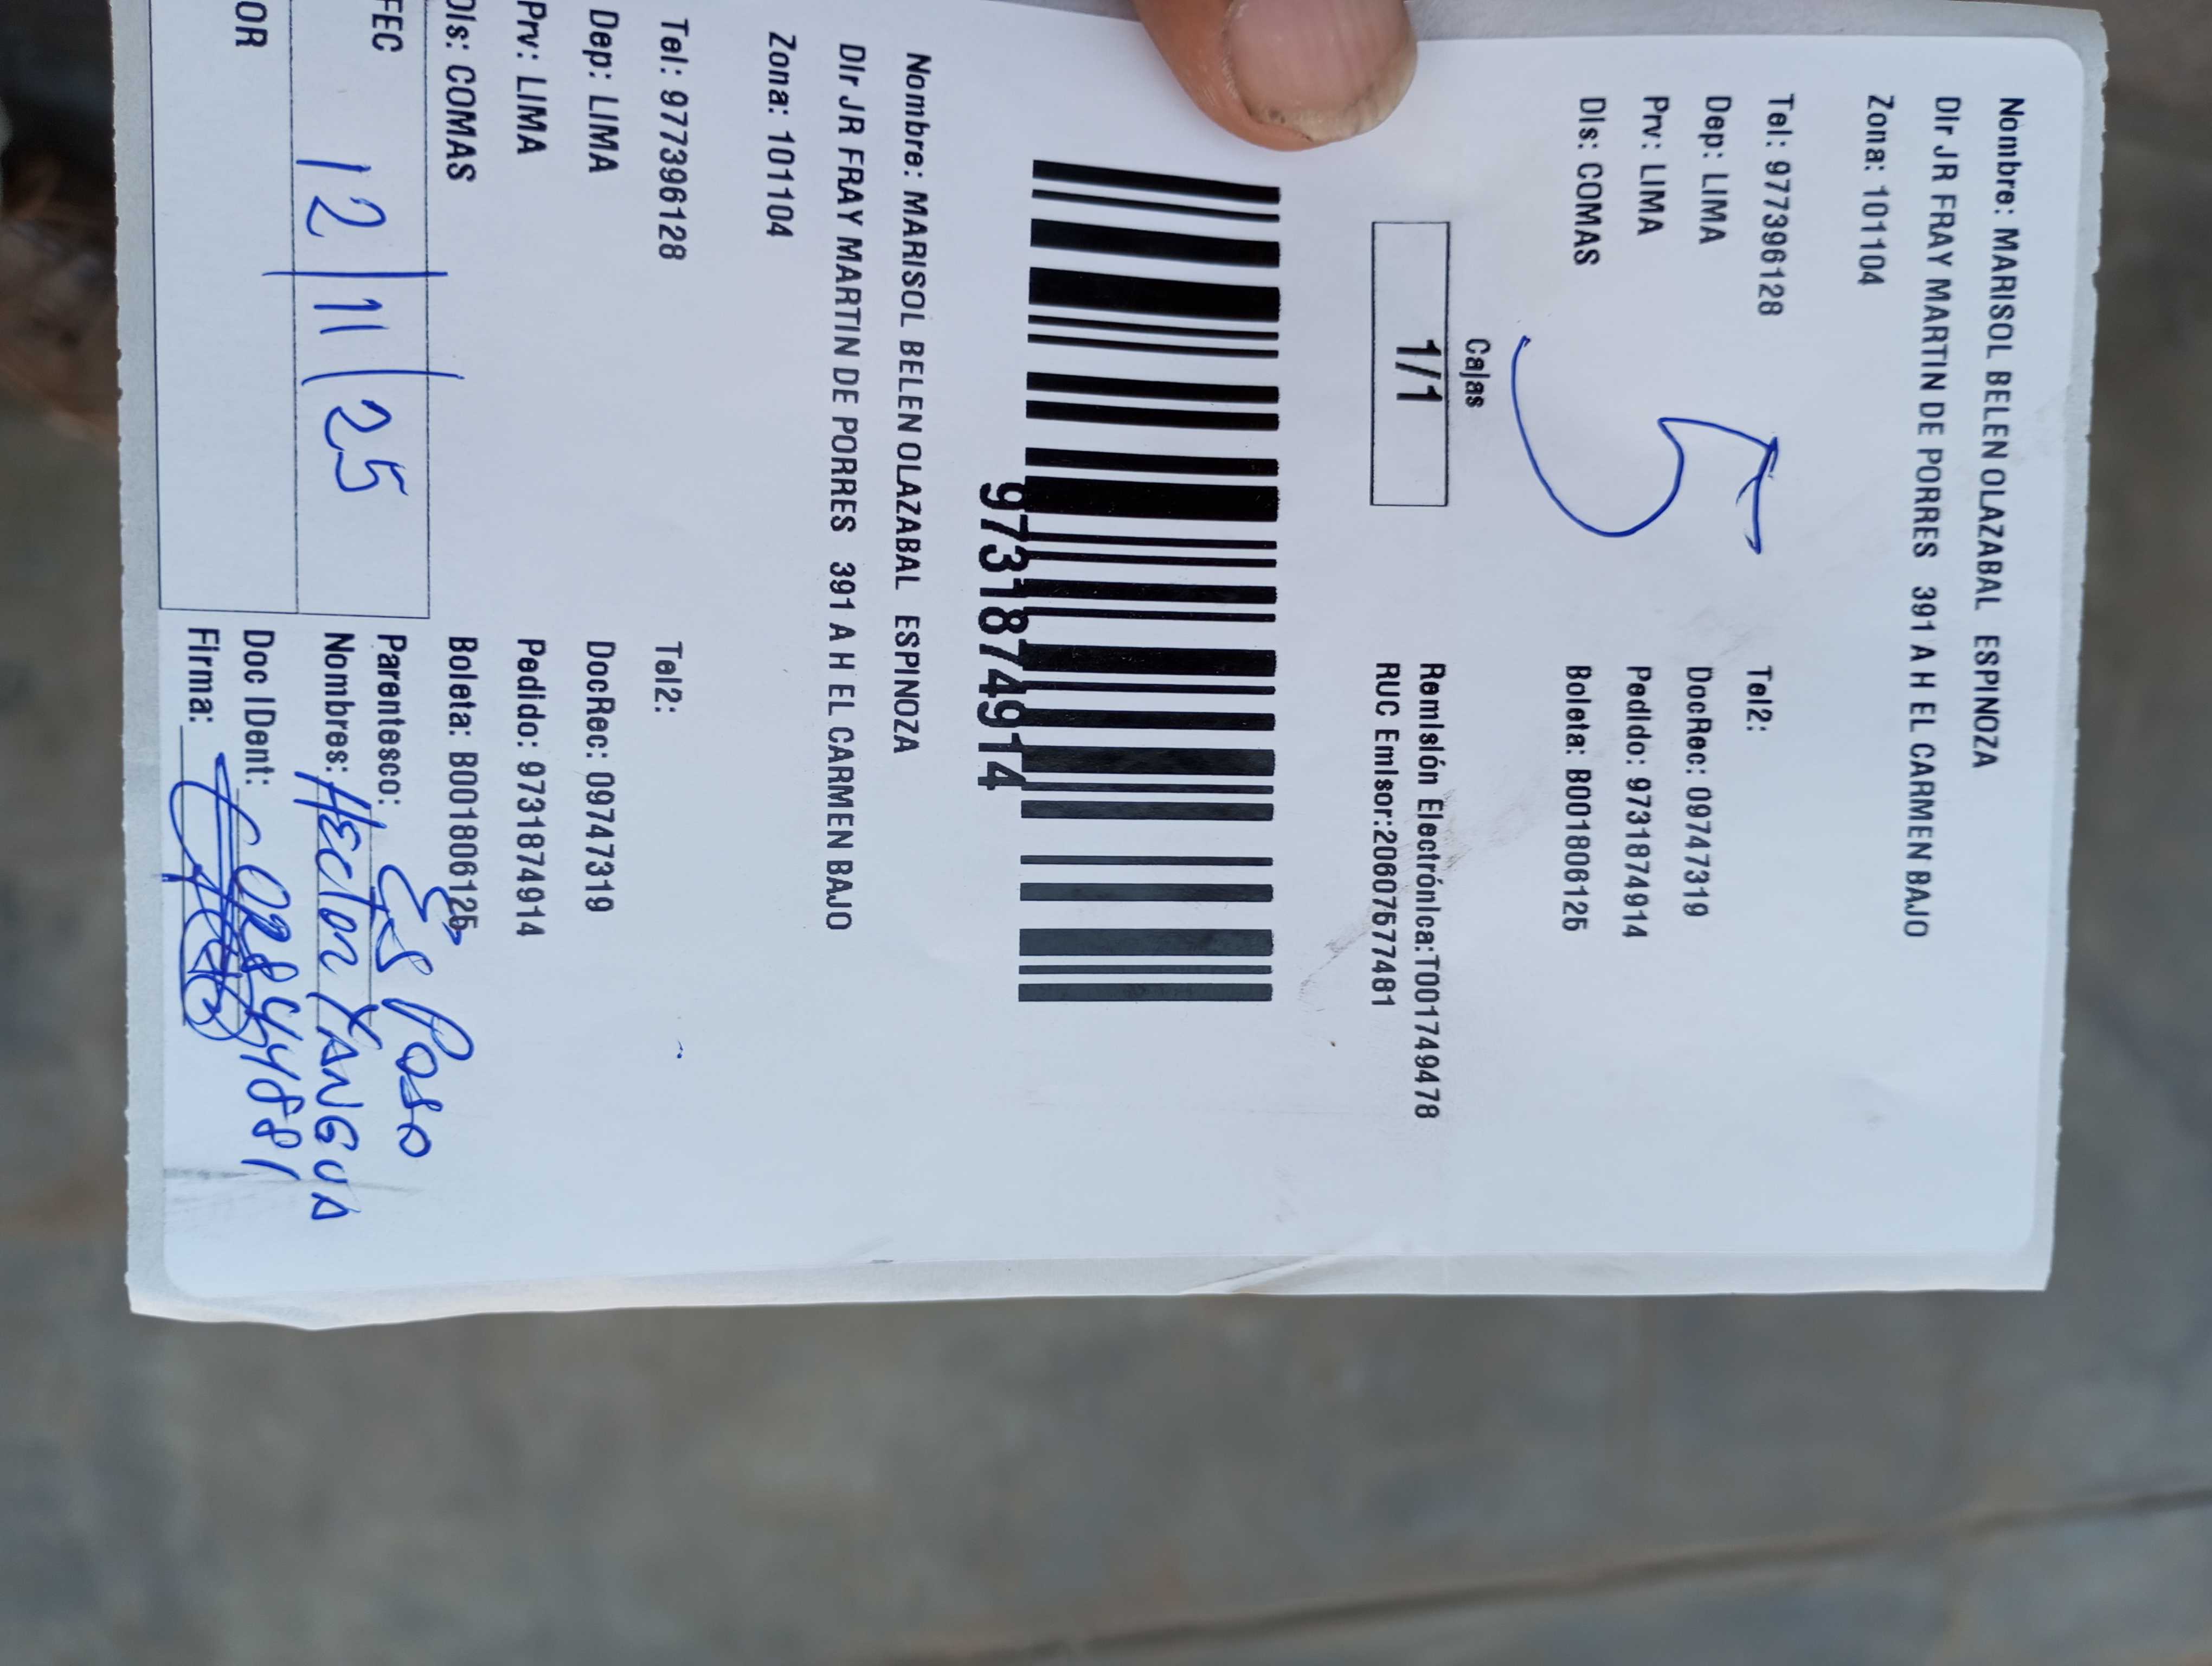 Nombre: MARISOL BELEN OLAZABAL ESPINOZA
Dir JR FRAY MARTIN DE PORRES 391 A H EL CARMEN BAJO
Zona: 101104
Tel: 977396128 Tel2:
Dep: LIMA DocRec: 09747319
Prv: LIMA Pedido: 9731874914
Dis: COMAS Boleta: B001806125
5
Cajas
1/1
Remisión Electrónica:T001749478
RUC Emisor:20607577481
9731874914
Nombre: MARISOL BELEN OLAZABAL ESPINOZA
Dir JR FRAY MARTIN DE PORRES 391 A H EL CARMEN BAJO
Zona: 101104
Tel: 977396128 Tel2:
Dep: LIMA DocRec: 09747319
Prv: LIMA Pedido: 9731874914
Dis: COMAS Boleta: B001806125
FEC 12/11/25
Parentesco: ESPOSO
Nombres: HECTOR YANGUA
OR
Doc IDent:
Firma: